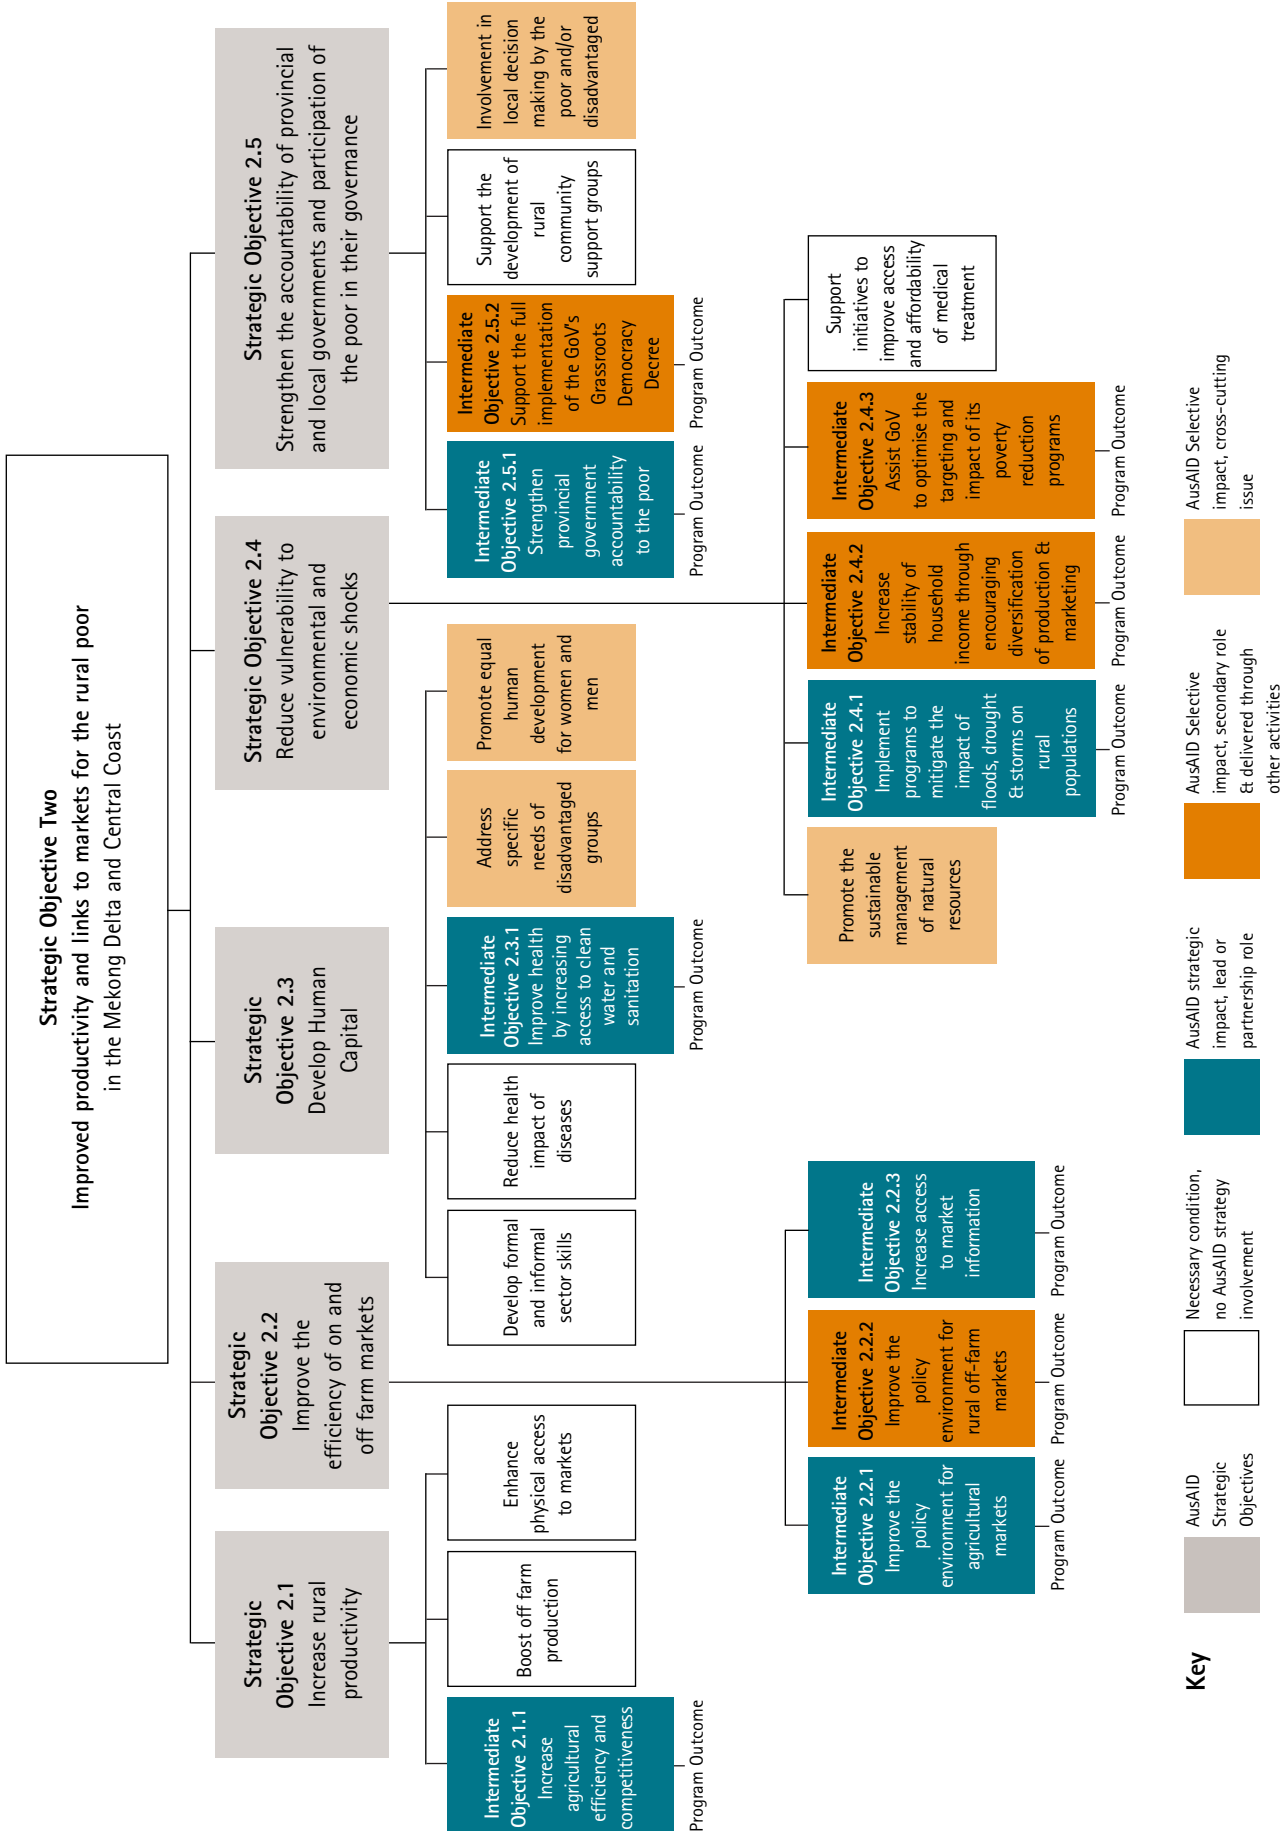 Strategic Objective Two
Improved productivity and links to markets for the rural poor
in the Mekong Delta and Central Coast
Strategic
Objective 2.1
Increase rural
productivity
Strategic
Objective 2.2
Improve the
efficiency of on and
off farm markets
Strategic
Objective 2.3
Develop Human
Capital
Strategic Objective 2.4
Reduce vulnerability to
environmental and
economic shocks
Strategic Objective 2.5
Strengthen the accountability of provincial
and local governments and participation of
the poor in their governance
Intermediate
Objective 2.1.1
Increase
agricultural
efficiency and
competitiveness
Program Outcome
Boost off farm
production
Enhance
physical access
to markets
Develop formal
and informal
sector skills
Reduce health
impact of
diseases
Intermediate
Objective 2.3.1
Improve health
by increasing
access to clean
water and
sanitation
Program Outcome
Address
specific
needs of
disadvantaged
groups
Promote equal
human
development
for women and
men
Intermediate
Objective 2.5.1
Strengthen
provincial
government
accountability
to the poor
Program Outcome
Intermediate
Objective 2.5.2
Support the full
implementation
of the GoV's
Grassroots
Democracy
Decree
Program Outcome
Support the
development of
rural
community
support groups
Involvement in
local decision
making by the
poor and/or
disadvantaged
Intermediate
Objective 2.2.1
Improve the
policy
environment for
agricultural
markets
Program Outcome
Intermediate
Objective 2.2.2
Improve the
policy
environment for
rural off-farm
markets
Program Outcome
Intermediate
Objective 2.2.3
Increase access
to market
information
Program Outcome
Promote the
sustainable
management
of natural
resources
Intermediate
Objective 2.4.1
Implement
programs to
mitigate the
impact of
floods, drought
& storms on
rural
populations
Program Outcome
Intermediate
Objective 2.4.2
Increase
stability of
household
income through
encouraging
diversification
of production &
marketing
Program Outcome
Intermediate
Objective 2.4.3
Assist GoV
to optimise the
targeting and
impact of its
poverty
reduction
programs
Program Outcome
Support
initiatives to
improve access
and affordability
of medical
treatment
Key
AusAID
Strategic
Objectives
Necessary condition,
no AusAID strategy
involvement
AusAID strategic
impact, lead or
partnership role
AusAID Selective
impact, secondary role
& delivered through
other activities
AusAID Selective
impact, cross-cutting
issue